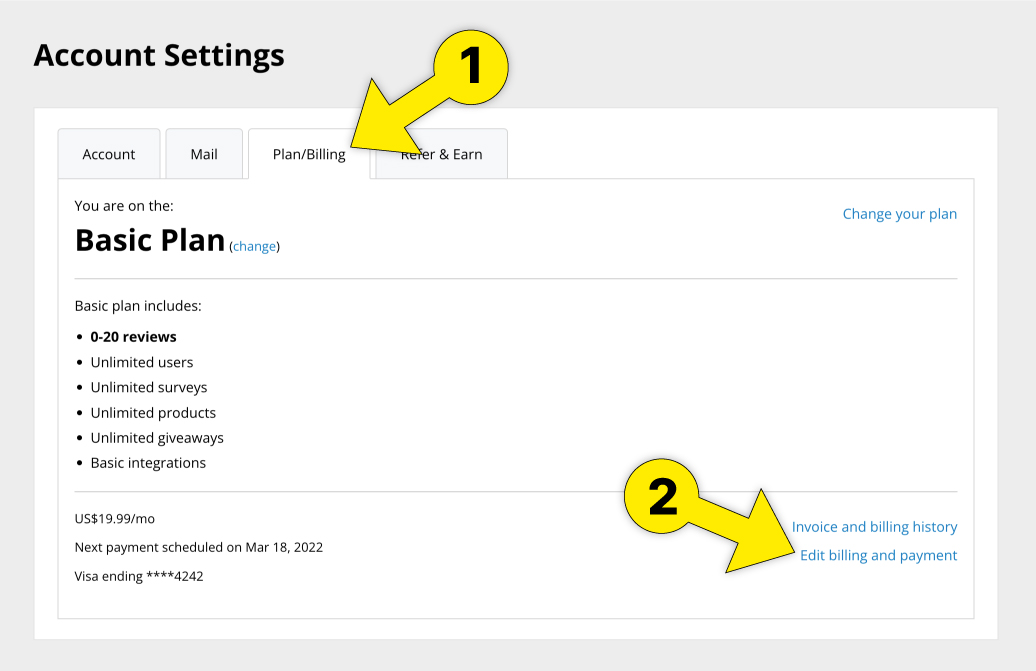 Account Settings
1
Account Mail Plan/Billing Refer & Earn
You are on the:
Change your plan
Basic Plan (change)
Basic plan includes:
• 0-20 reviews
• Unlimited users
• Unlimited surveys
• Unlimited products
• Unlimited giveaways
• Basic integrations
2
US$19.99/mo
Invoice and billing history
Next payment scheduled on Mar 18, 2022
Edit billing and payment
Visa ending ****4242